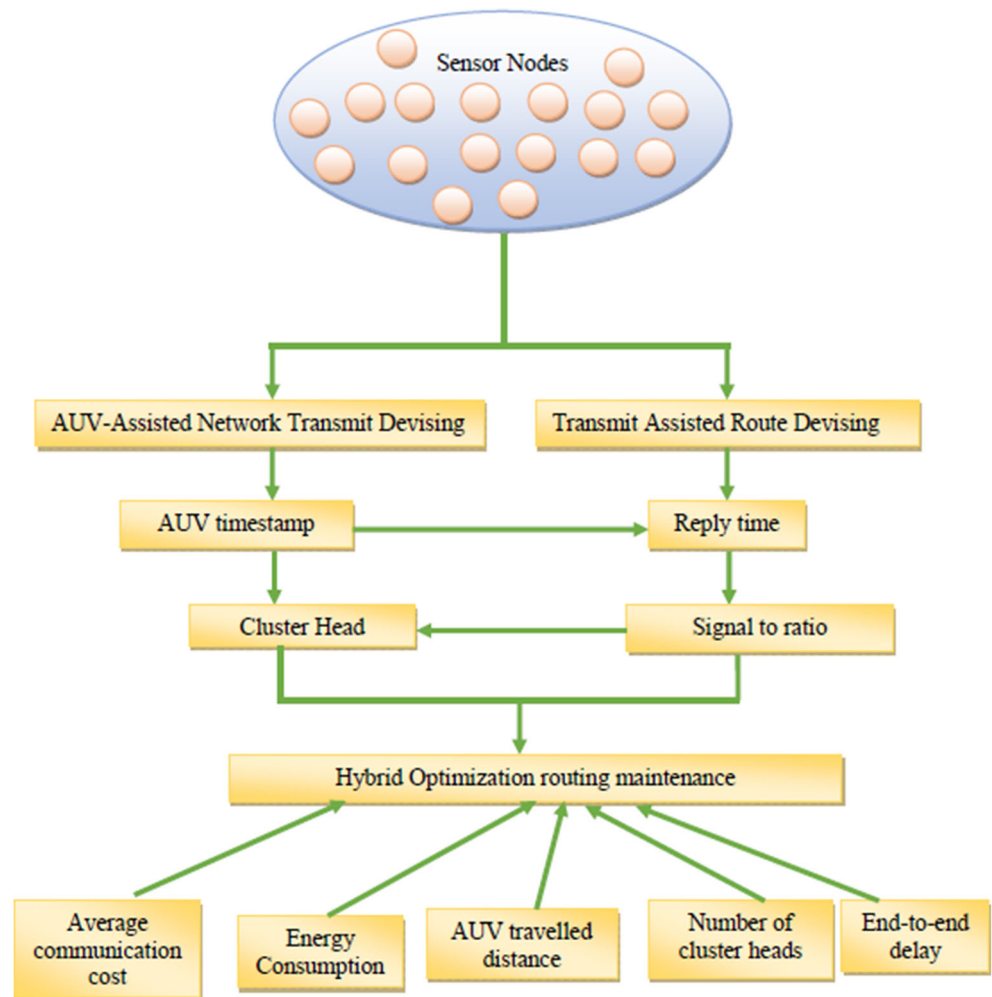 Sensor Nodes
AUV-Assisted Network Transmit Devising
Transmit Assisted Route Devising
AUV timestamp
Reply time
Cluster Head
Signal to ratio
Hybrid Optimization routing maintenance
Average
communication
cost
Energy
Consumption
AUV travelled
distance
Number of
cluster heads
End-to-end
delay